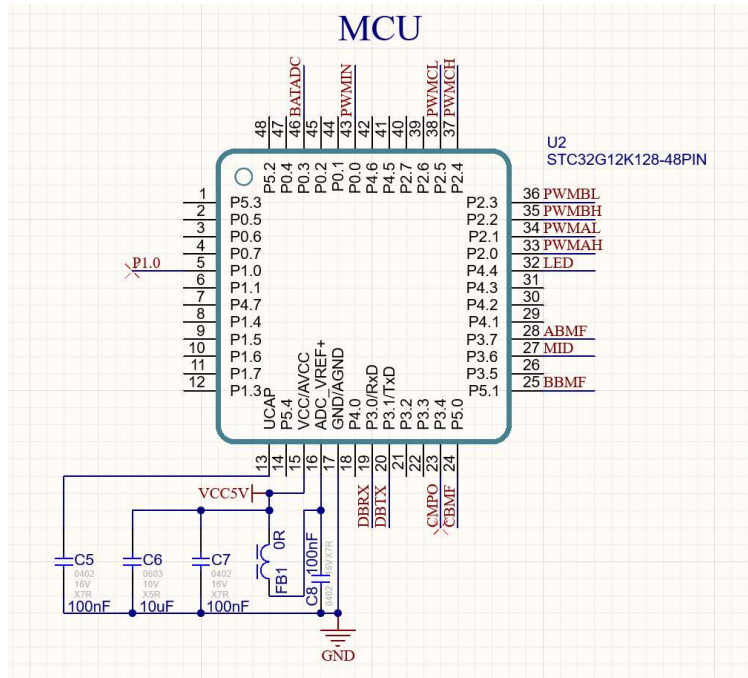 MCU
BATADC
PWMIN
PWMCL
PWMCH
48 47 46 45 44 43 42 41 40 39 38 37
U2
STC32G12K128-48PIN
P5.2 P0.4 P0.3 P0.2 P0.1 P0.0 P4.6 P4.5 P2.7 P2.6 P2.5 P2.4
1 P5.3
2 P0.5
3 P0.6
4 P0.7
P1.0 5 P1.0
6 P1.1
7 P4.7
8 P1.4
9 P1.5
10 P1.6
11 P1.7
12 P1.3
P2.3 36 PWMBL
P2.2 35 PWMBH
P2.1 34 PWMAL
P2.0 33 PWMAH
P4.4 32 LED
P4.3 31
P4.2 30
P4.1 29
P3.7 28 ABMF
P3.6 27 MID
P3.5 26
P5.1 25 BBMF
UCAP P5.4 VCC/AVCC ADC_VREF+ GND/AGND P4.0 P3.0/RxD P3.1/TxD P3.2 P3.3 P3.4 P5.0
13 14 15 16 17 18 19 20 21 22 23 24
DBRX
DBTX
CMPO
CBMF
VCC5V
C5
0402
16V
X7R
100nF
C6
0603
10V
X5R
10uF
C7
0402
16V
X7R
100nF
0R
FB1
C8
100nF
0402
16V
X7R
GND